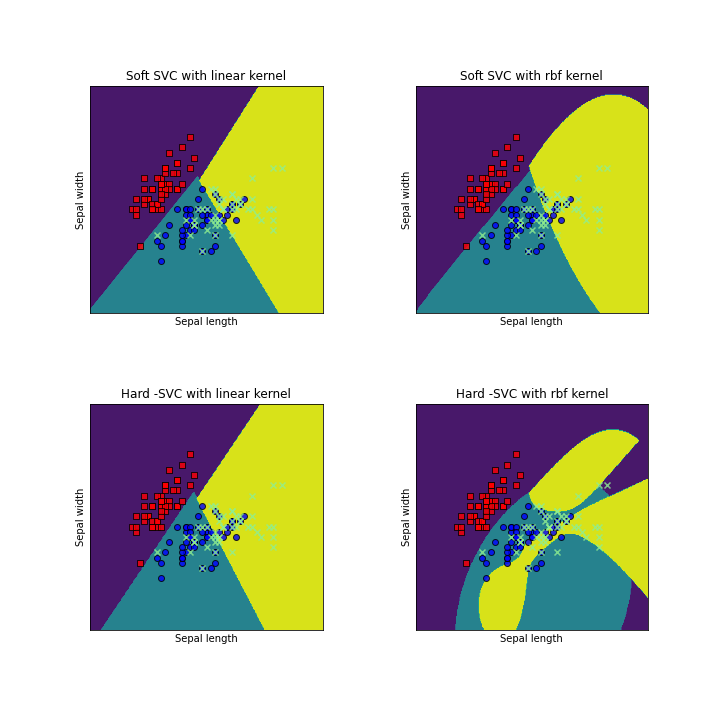 Soft SVC with linear kernel
Sepal width
Sepal length
Soft SVC with rbf kernel
Sepal width
Sepal length
Hard -SVC with linear kernel
Sepal width
Sepal length
Hard -SVC with rbf kernel
Sepal width
Sepal length